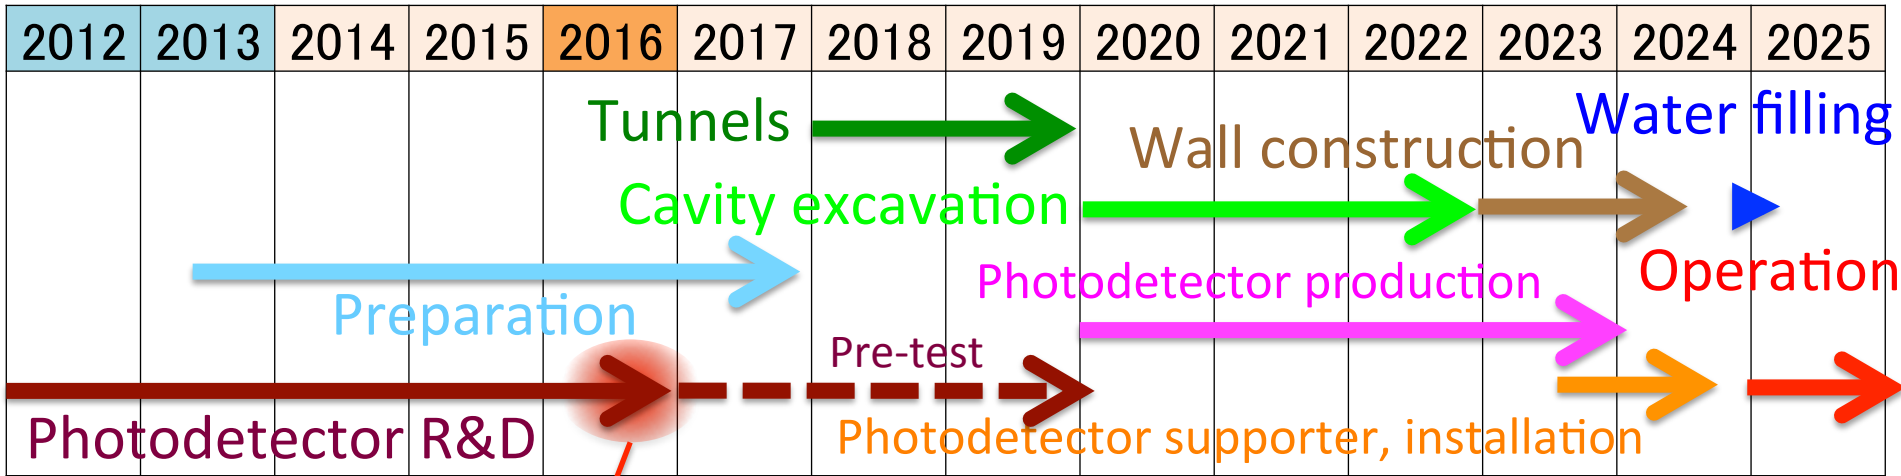 2012 2013 2014 2015 2016 2017 2018 2019 2020 2021 2022 2023 2024 2025
Water filling
Tunnels
Wall construction
Cavity excavation
Operation
Photodetector production
Preparation
Pre-test
Photodetector R&D
Photodetector supporter, installation